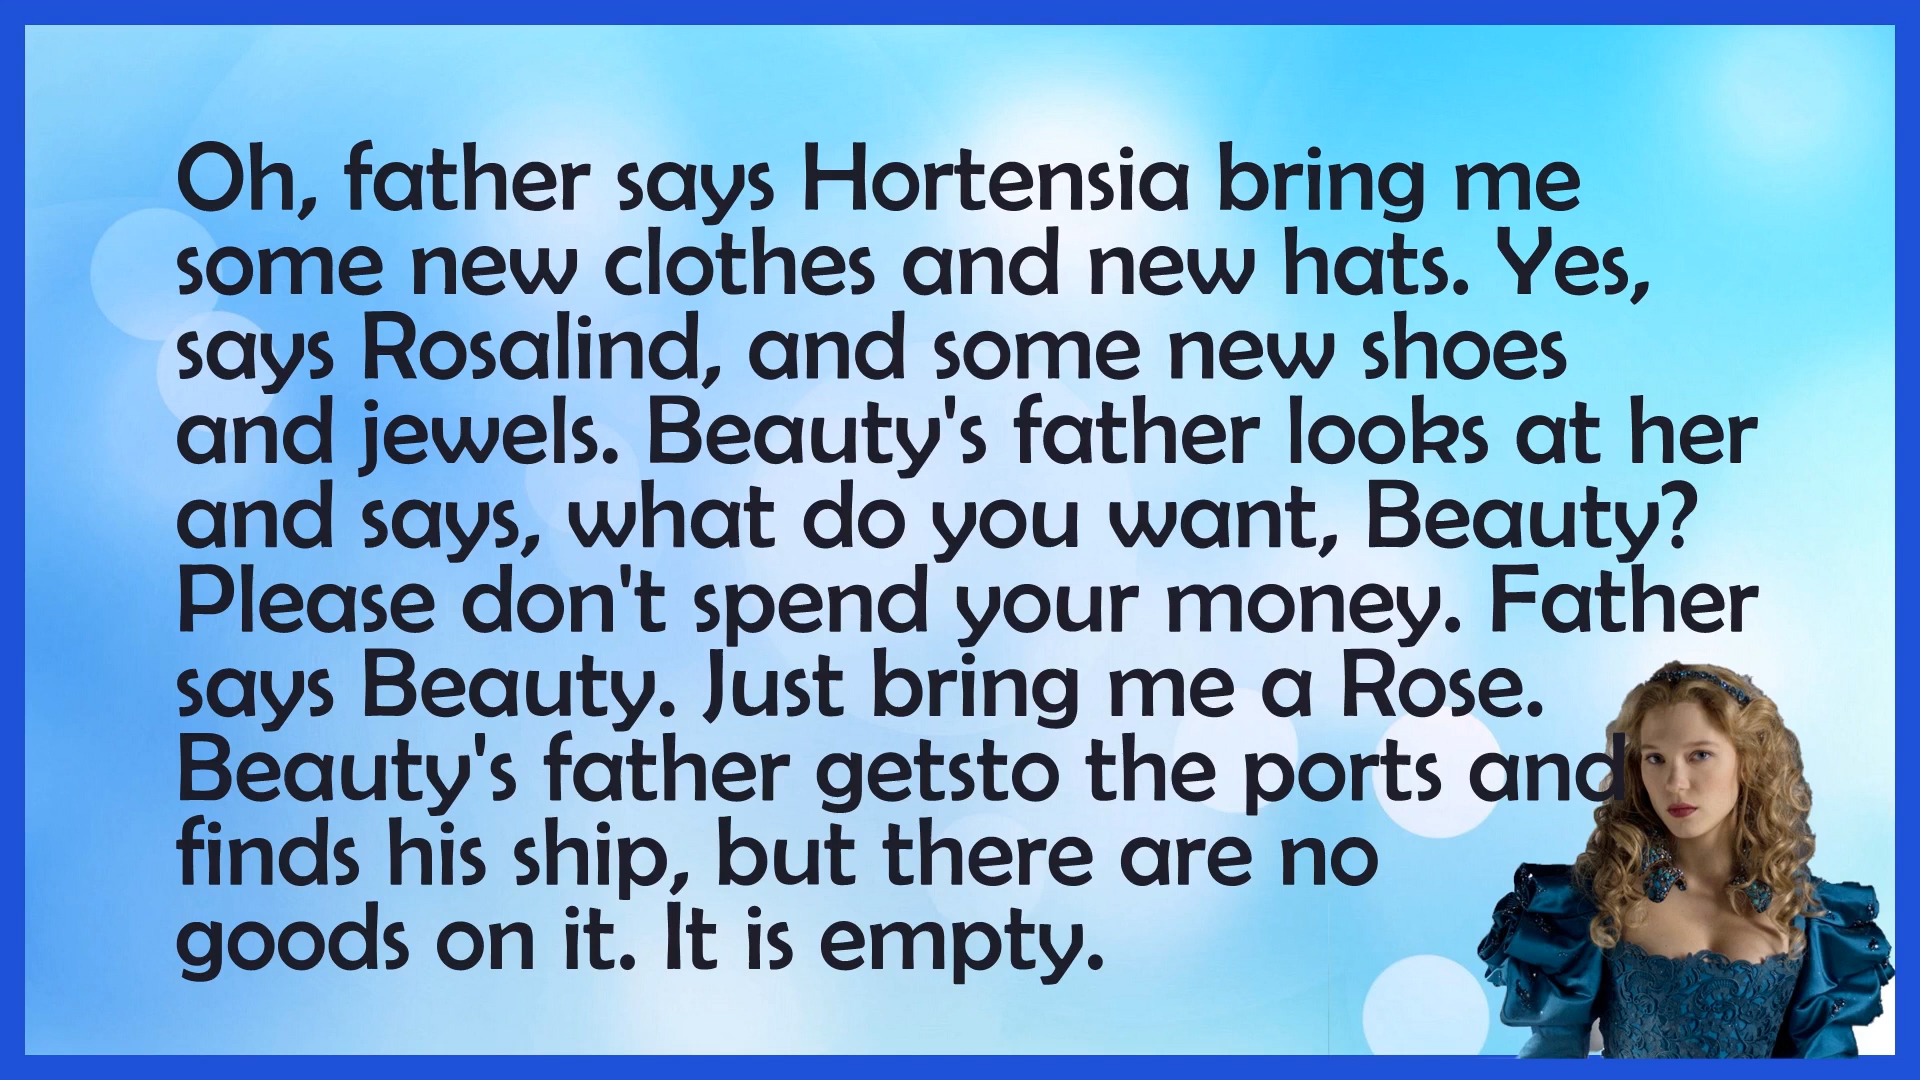 Oh, father says Hortensia bring me
some new clothes and new hats. Yes,
says Rosalind, and some new shoes
and jewels. Beauty's father looks at her
and says, what do you want, Beauty?
Please don't spend your money. Father
says Beauty. Just bring me a Rose.
Beauty's father getsto the ports and
finds his ship, but there are no
goods on it. It is empty.